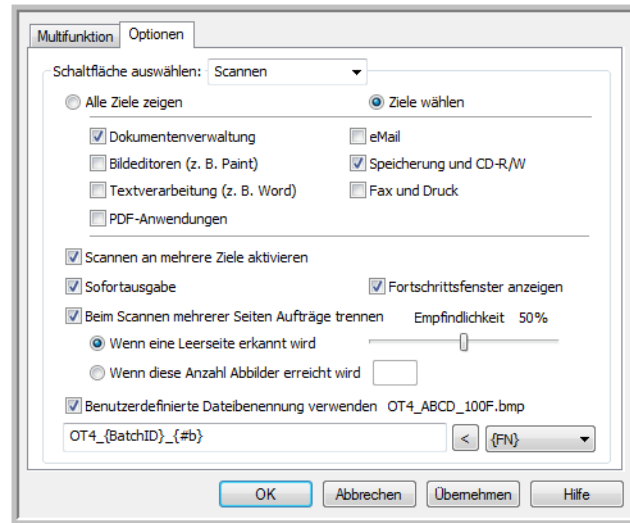 Multifunktion Optionen
Schaltfläche auswählen: Scannen
Alle Ziele zeigen Ziele wählen
Dokumentenverwaltung eMail
Bildeditoren (z. B. Paint) Speicherung und CD-R/W
Textverarbeitung (z. B. Word) Fax und Druck
PDF-Anwendungen
Scannen an mehrere Ziele aktivieren
Sofortausgabe Fortschrittsfenster anzeigen
Beim Scannen mehrerer Seiten Aufträge trennen Empfindlichkeit 50%
Wenn eine Leerseite erkannt wird
Wenn diese Anzahl Abbilder erreicht wird
Benutzerdefinierte Dateibenennung verwenden OT4_ABCD_100F.bmp
OT4_{BatchID}_{#b} < {FN}
OK Abbrechen Übernehmen Hilfe